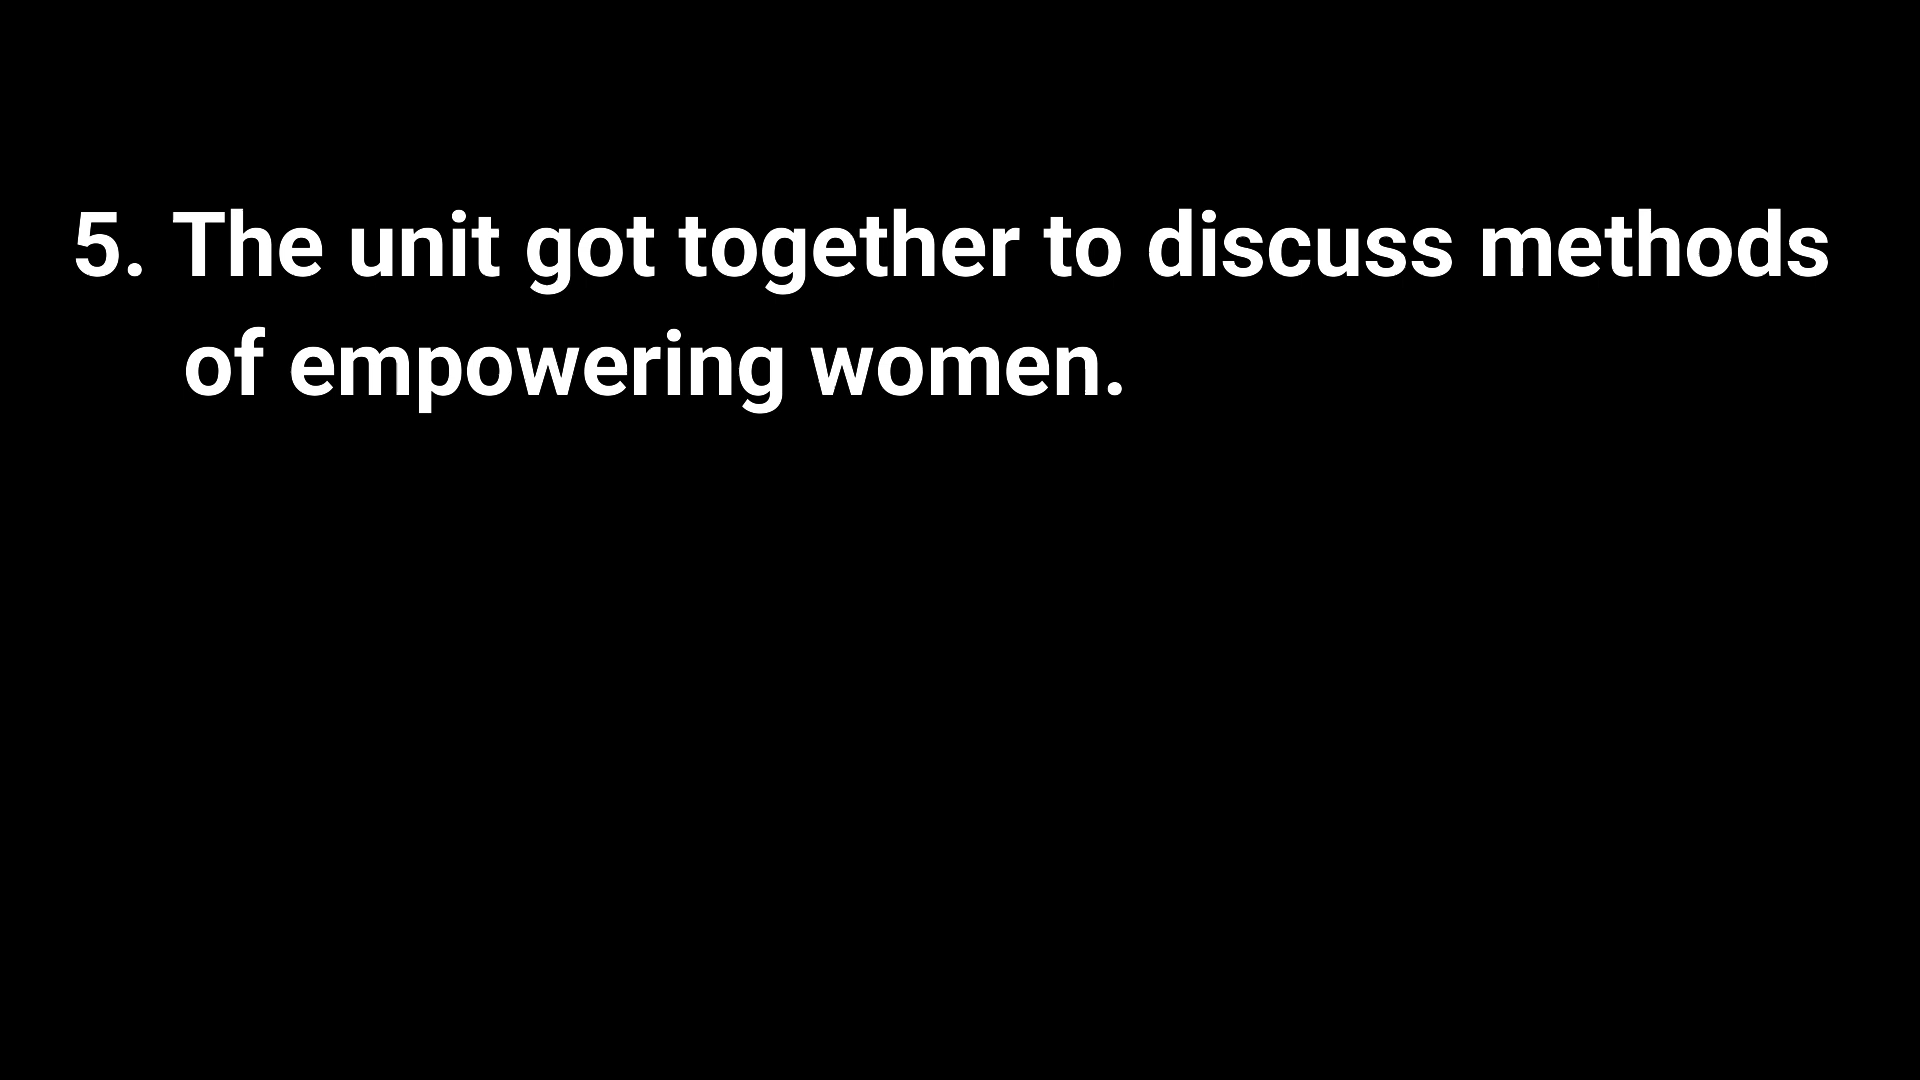 5. The unit got together to discuss methods
of empowering women.